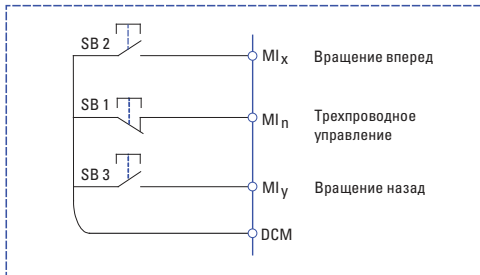 SB 2 MIx Вращение вперед
SB 1 MIn Трехпроводное
управление
SB 3 MIy Вращение назад
DCM